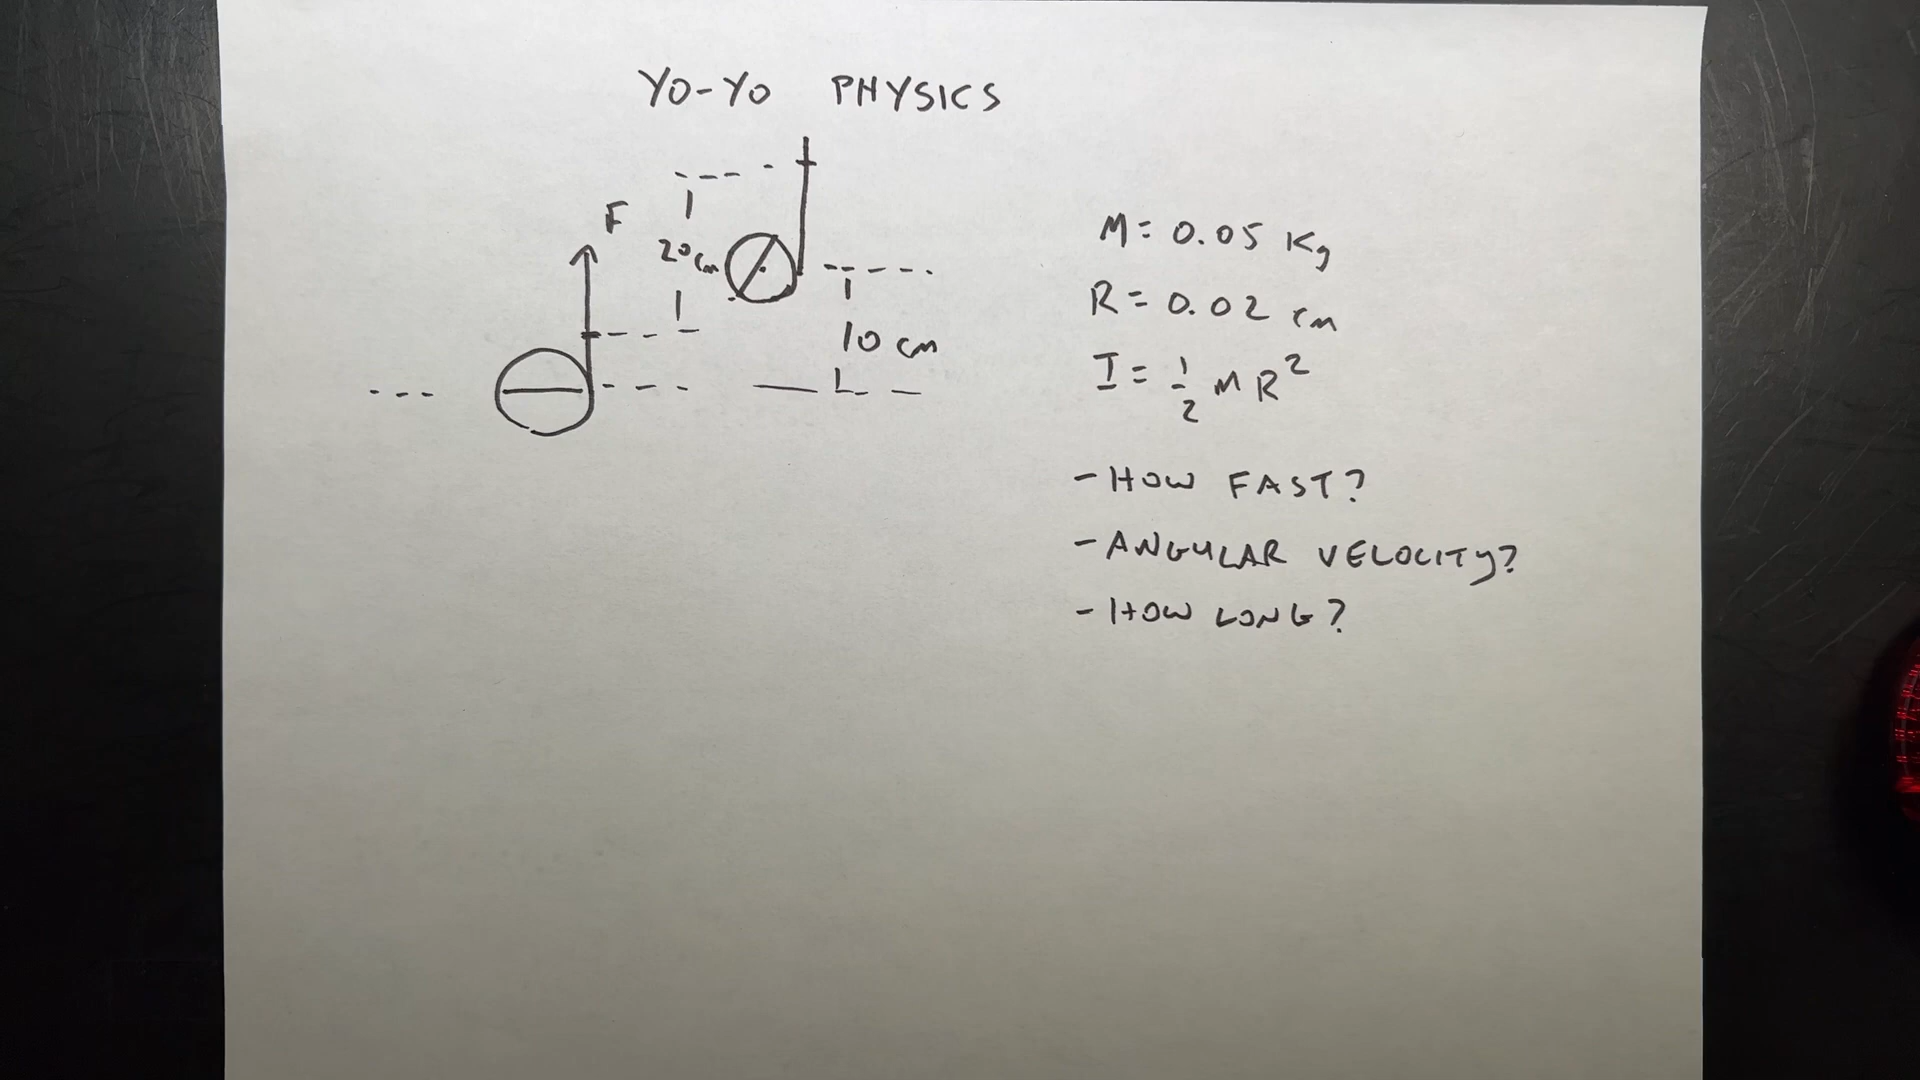 YO-YO PHYSICS
F
20 cm
10 cm
M = 0.05 Kg
R = 0.02 cm
I = 1/2 M R²
- HOW FAST?
- ANGULAR VELOCITY?
- HOW LONG?